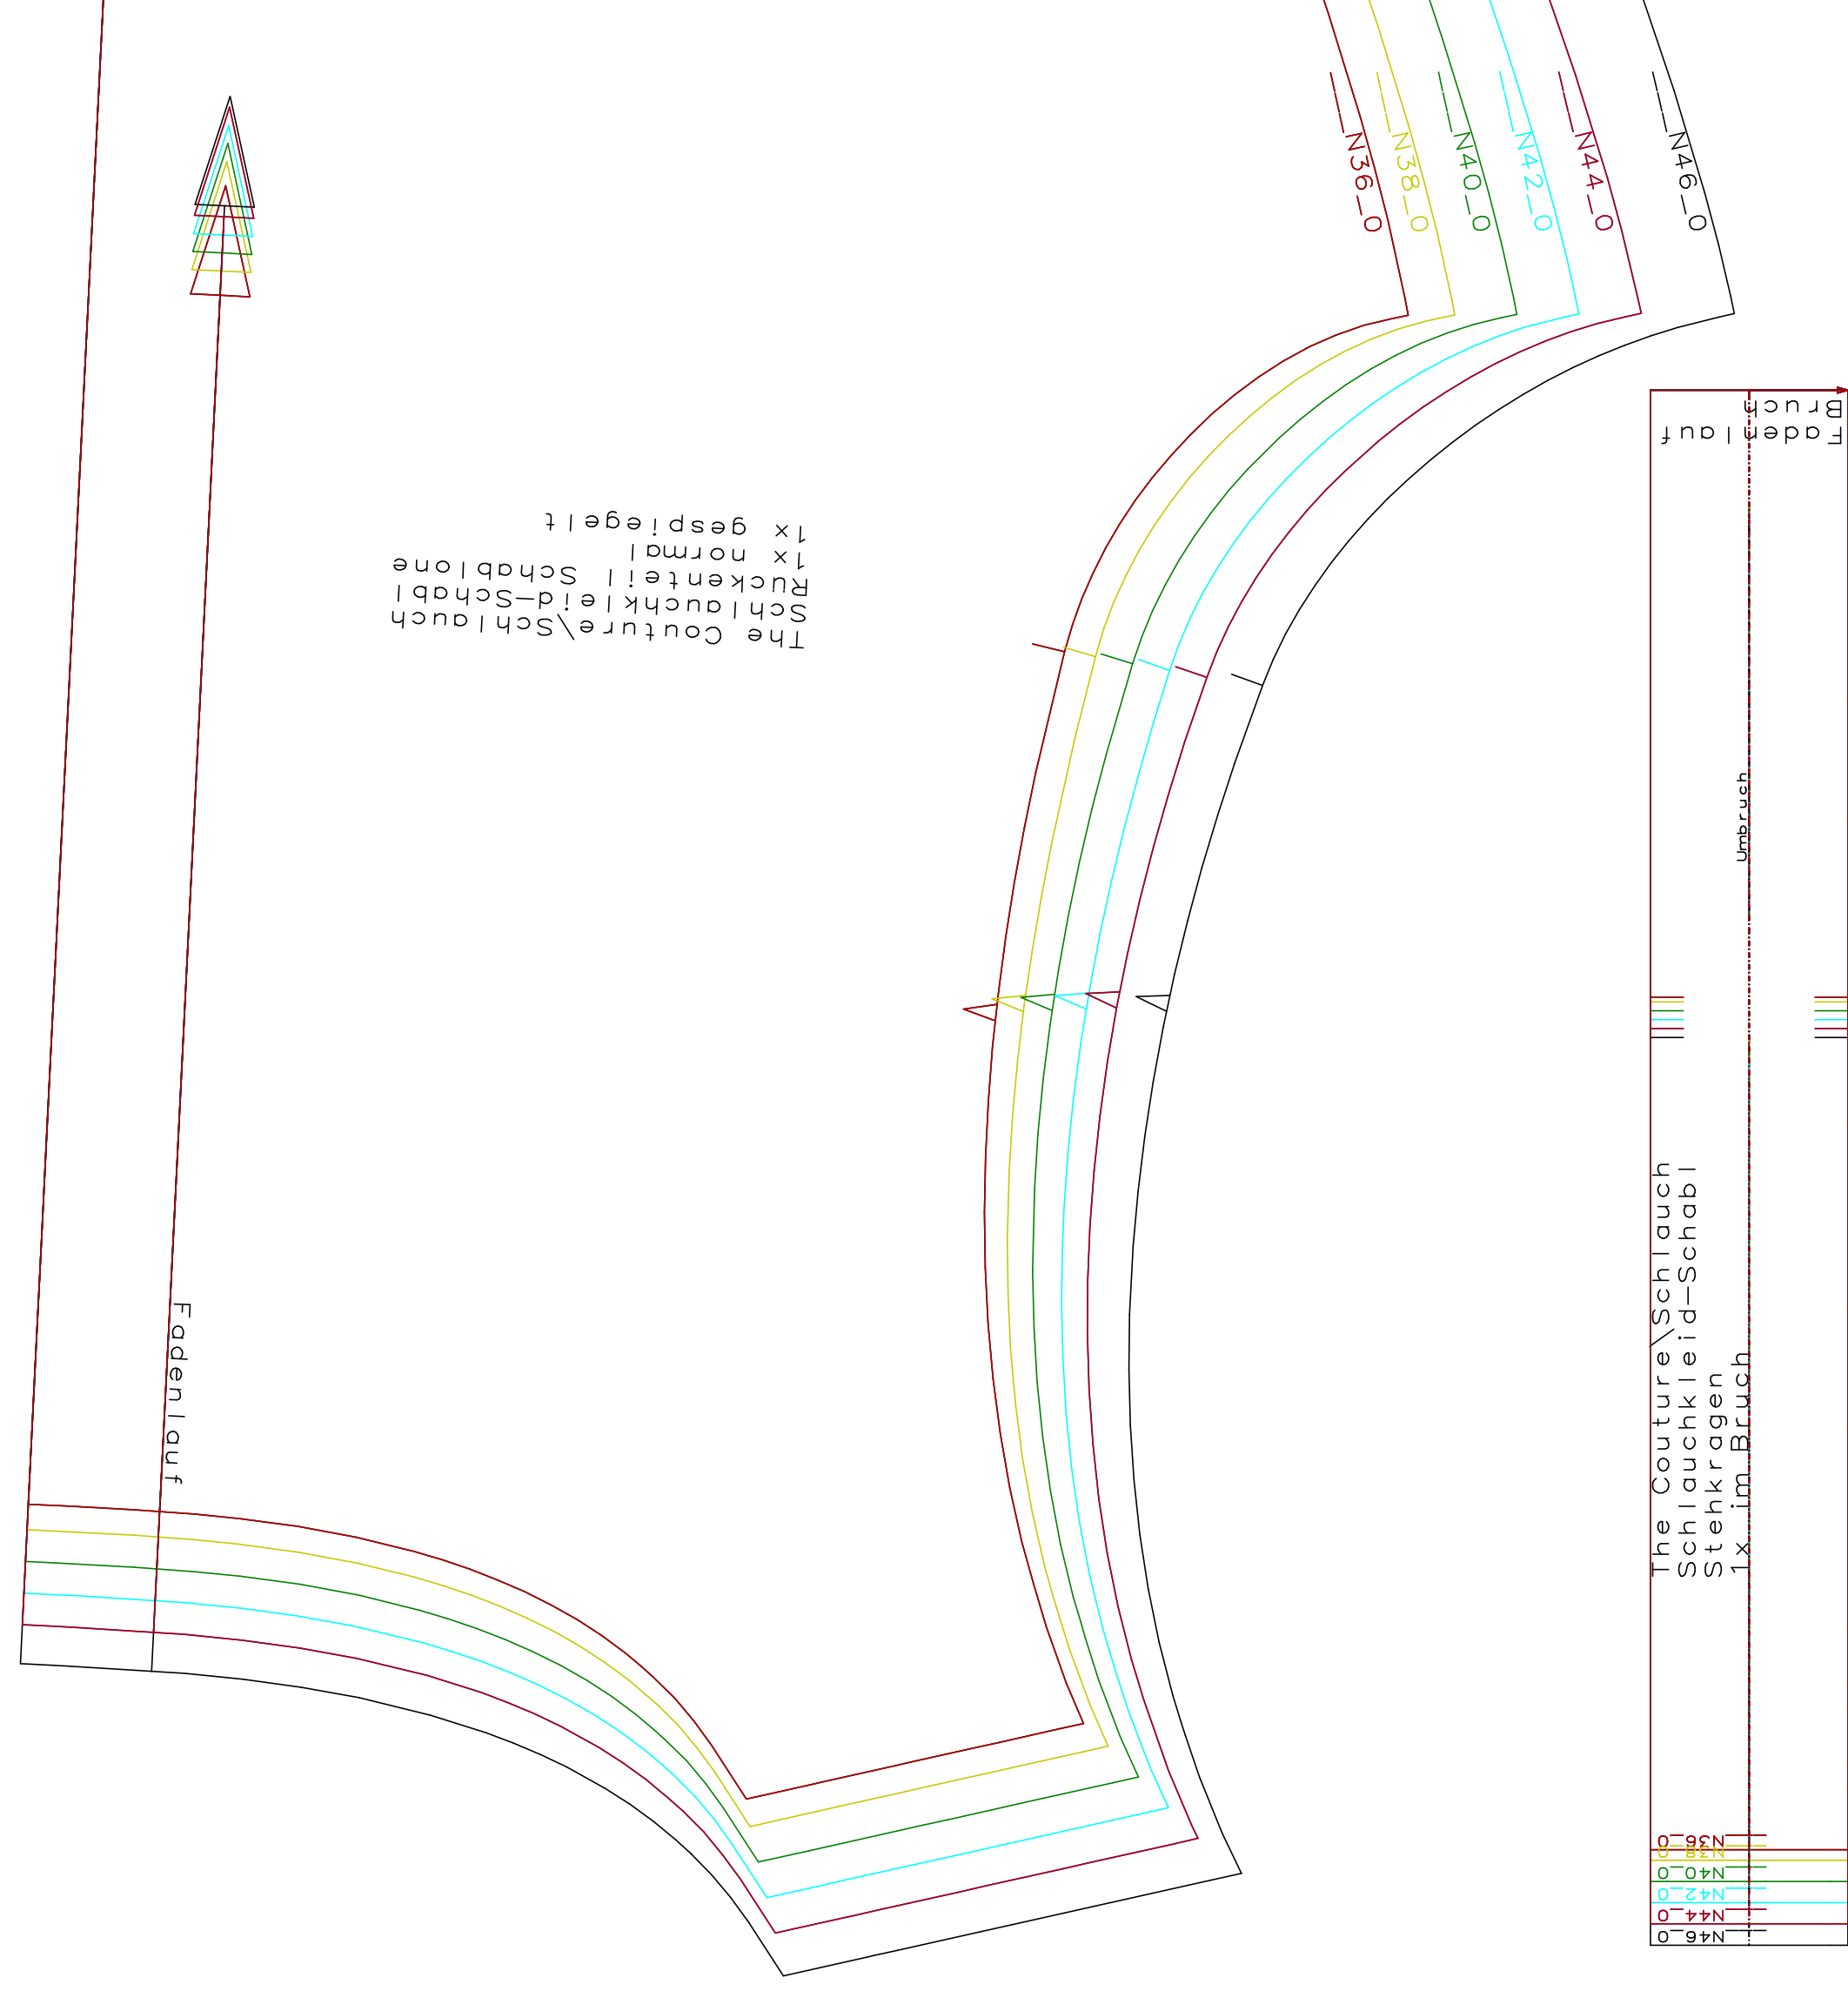 N36_0
N38_0
N40_0
N42_0
N44_0
N46_0
Fadenlauf
Bruch
The Couture/Schlauch
Schlauchkleid-Schabl
Rückenteil Schablone
1x normal
1x gespiegelt
Umbruch
Fadenlauf
The Couture/Schlauch
Schlauchkleid-Schabl
Stehkragen
1x im Bruch
N36_0
N38_0
N40_0
N42_0
N44_0
N46_0